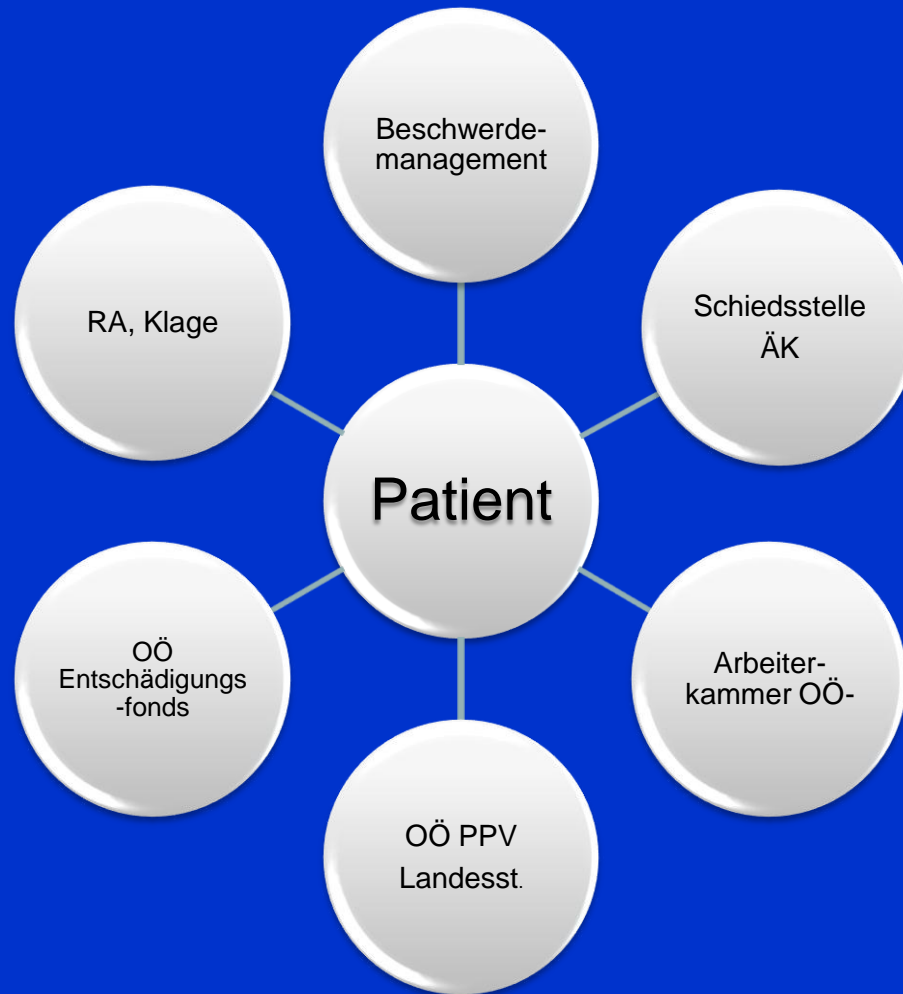 Beschwerde-
management
RA, Klage
Schiedsstelle
ÄK
Patient
OÖ
Entschädigungs
-fonds
Arbeiter-
kammer OÖ-
OÖ PPV
Landesst.